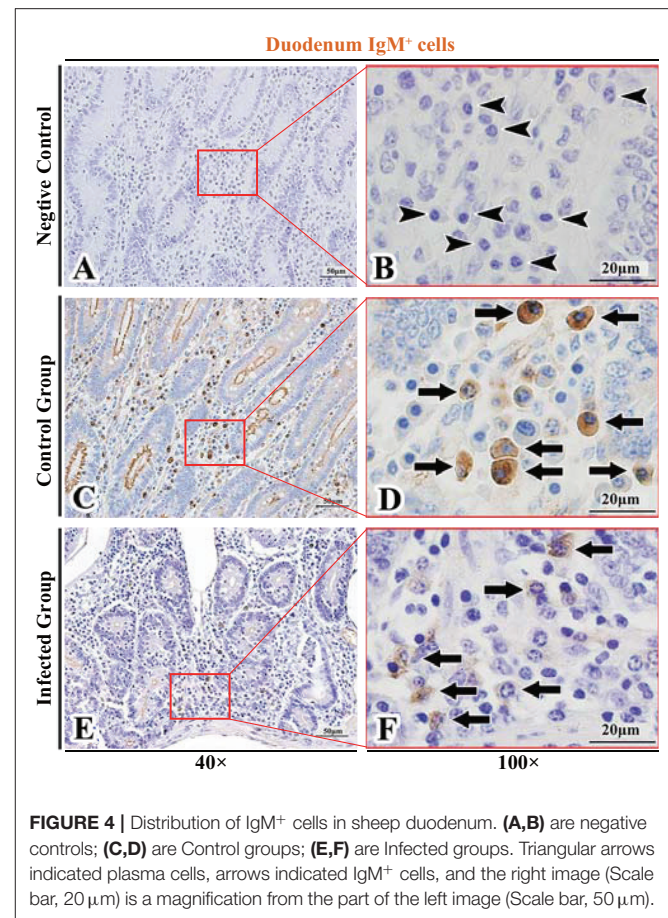 Duodenum IgM⁺ cells
Negtive Control
A
50μm
B
20μm
Control Group
C
50μm
D
20μm
Infected Group
E
50μm
F
20μm
40×
100×
FIGURE 4 | Distribution of IgM⁺ cells in sheep duodenum. (A,B) are negative
controls; (C,D) are Control groups; (E,F) are Infected groups. Triangular arrows
indicated plasma cells, arrows indicated IgM⁺ cells, and the right image (Scale
bar, 20 μm) is a magnification from the part of the left image (Scale bar, 50 μm).